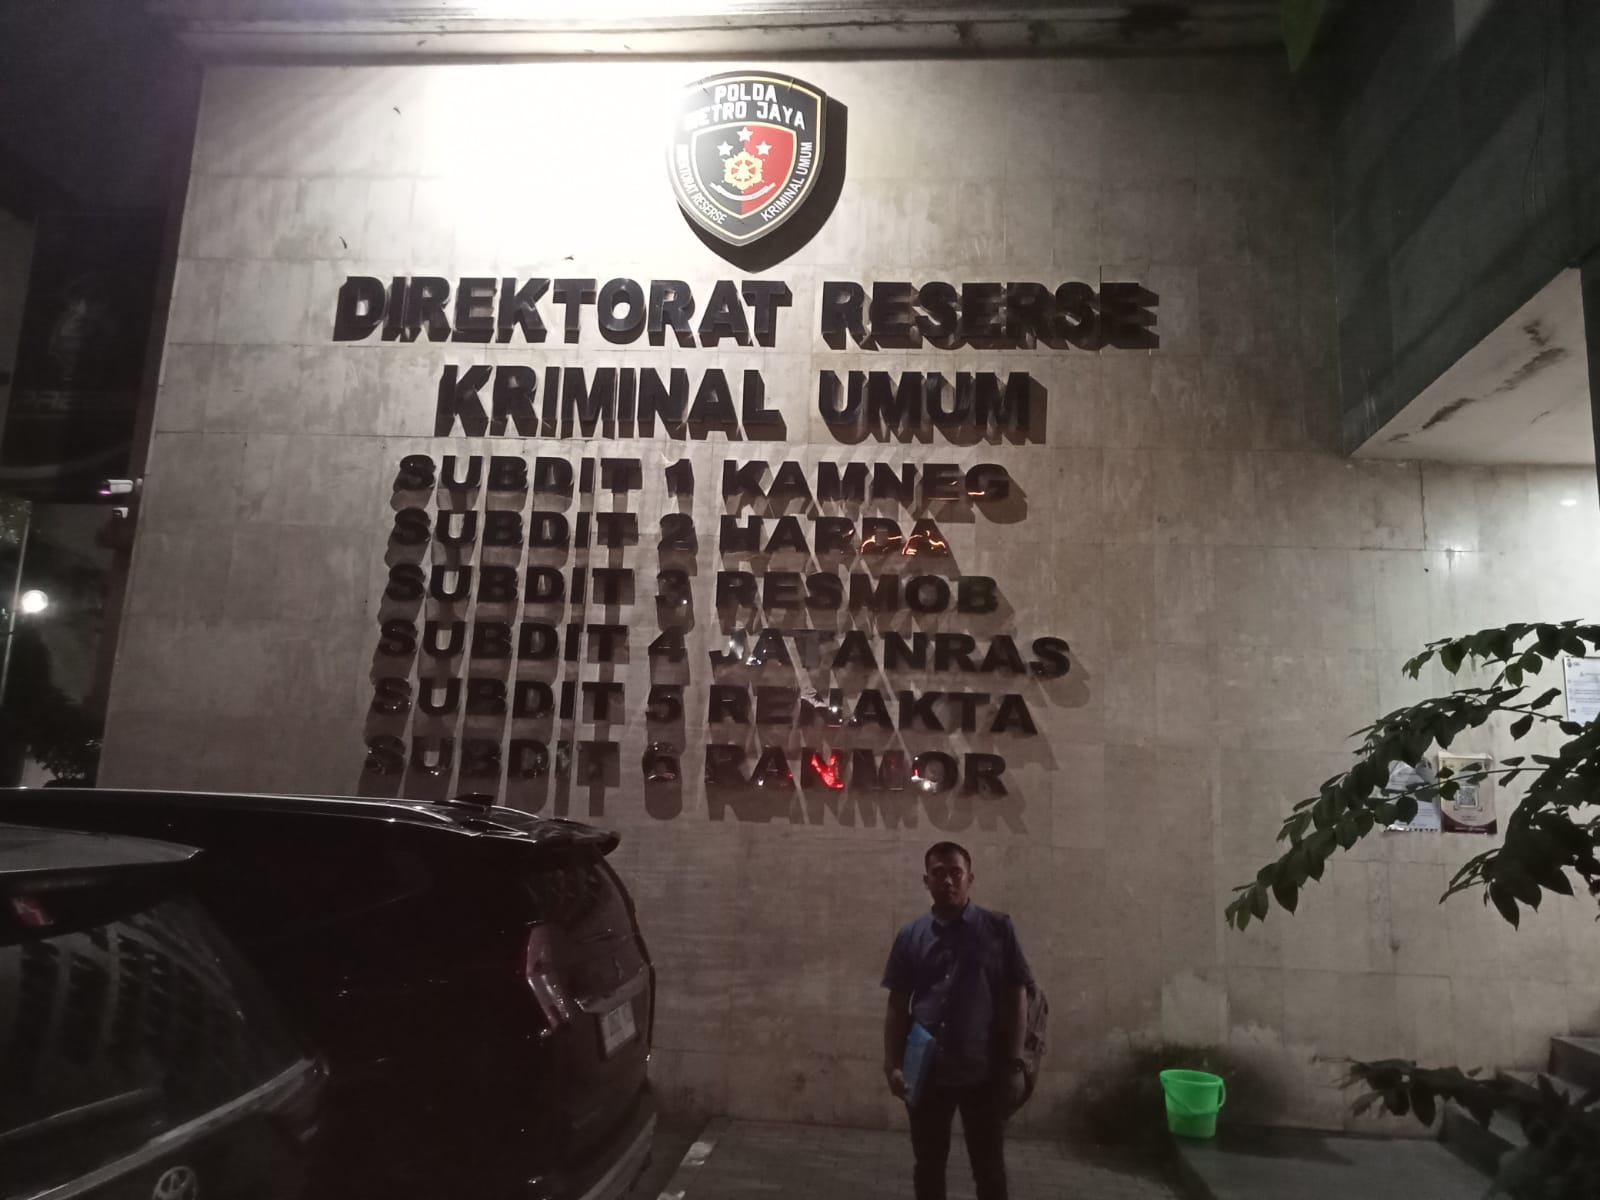 POLDA
METRO JAYA
DIREKTORAT RESERSE
KRIMINAL UMUM
DIREKTORAT RESERSE
KRIMINAL UMUM
SUBDIT 1 KAMNEG
SUBDIT 2 HARDA
SUBDIT 3 RESMOB
SUBDIT 4 JATANRAS
SUBDIT 5 RENAKTA
SUBDIT 6 RANMOR